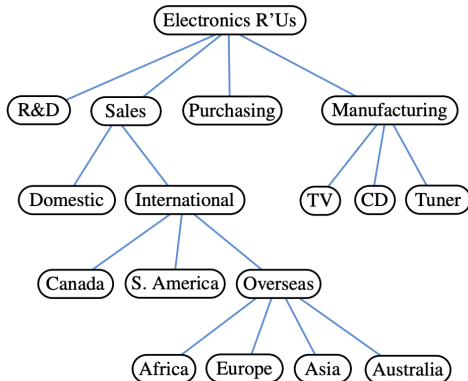 Electronics R'Us
R&D Sales Purchasing Manufacturing
Domestic International TV CD Tuner
Canada S. America Overseas
Africa Europe Asia Australia